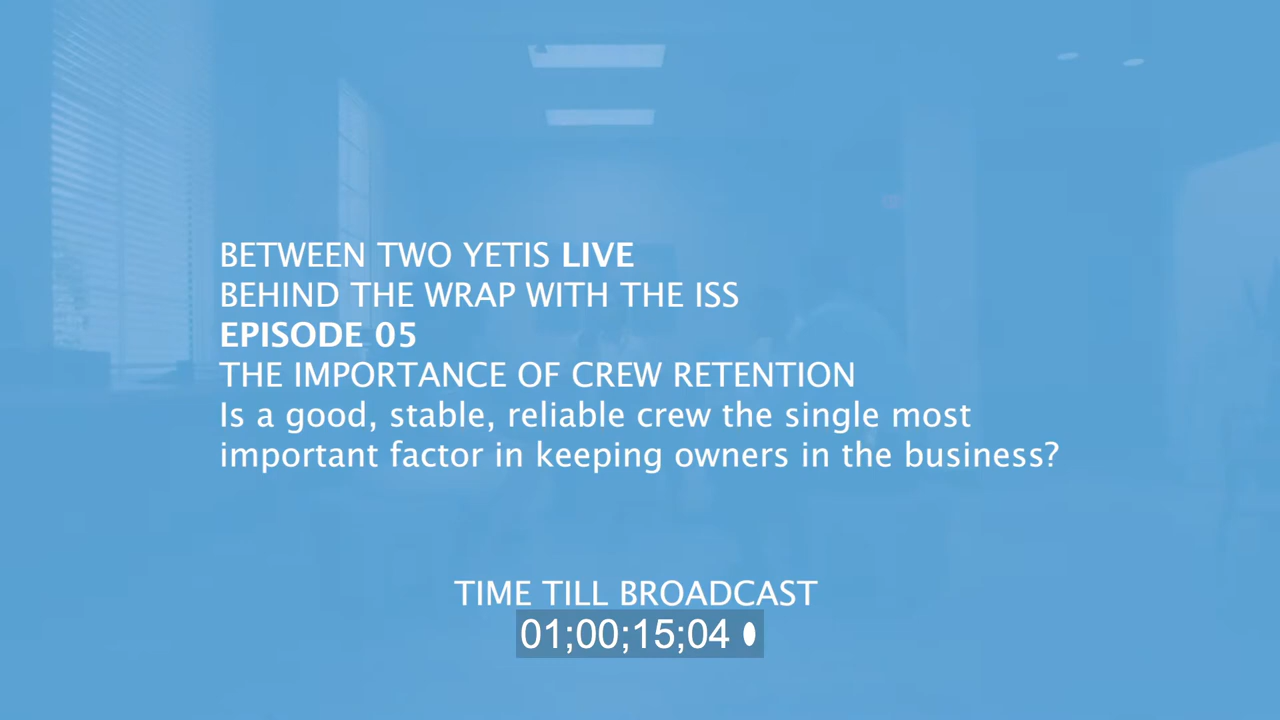 BETWEEN TWO YETIS LIVE
BEHIND THE WRAP WITH THE ISS
EPISODE 05
THE IMPORTANCE OF CREW RETENTION
Is a good, stable, reliable crew the single most
important factor in keeping owners in the business?
TIME TILL BROADCAST
01;00;15;04